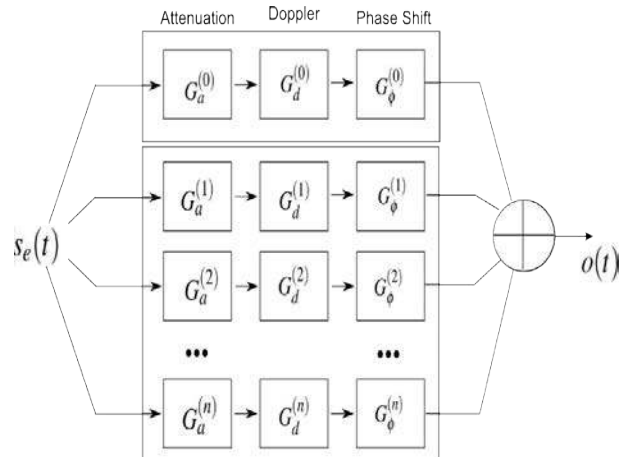 Attenuation Doppler Phase Shift
G_a^{(0)} G_d^{(0)} G_ϕ^{(0)}
G_a^{(1)} G_d^{(1)} G_ϕ^{(1)}
s_e(t) o(t)
G_a^{(2)} G_d^{(2)} G_ϕ^{(2)}
••• •••
G_a^{(n)} G_d^{(n)} G_ϕ^{(n)}